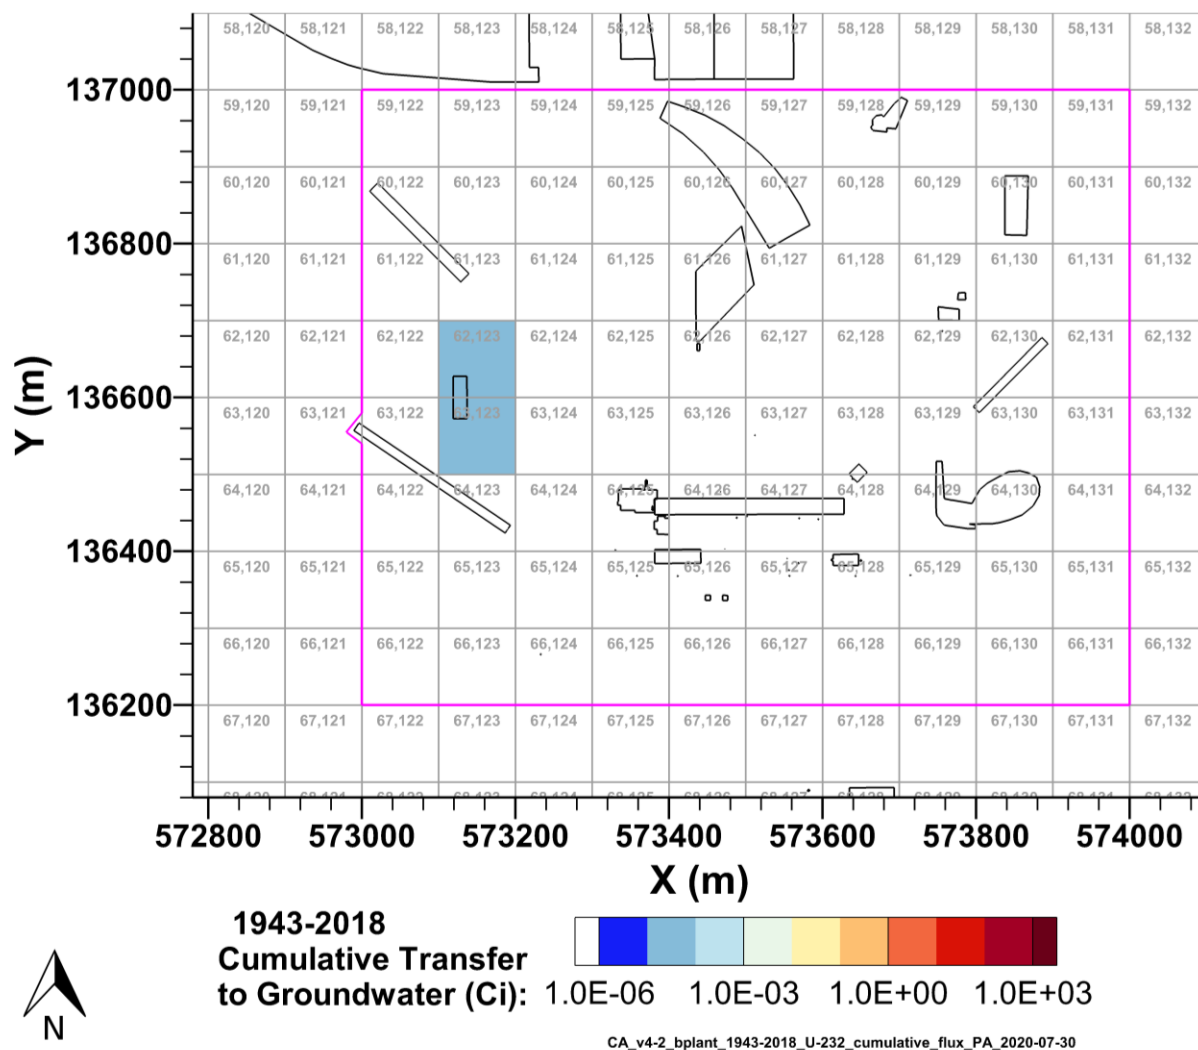 58,120 58,121 58,122 58,123 58,124 58,125 58,126 58,127 58,128 58,129 58,130 58,131 58,132
137000
59,120 59,121 59,122 59,123 59,124 59,125 59,126 59,127 59,128 59,129 59,130 59,131 59,132
60,120 60,121 60,122 60,123 60,124 60,125 60,126 60,127 60,128 60,129 60,130 60,131 60,132
136800
61,120 61,121 61,122 61,123 61,124 61,125 61,126 61,127 61,128 61,129 61,130 61,131 61,132
62,120 62,121 62,122 62,123 62,124 62,125 62,126 62,127 62,128 62,129 62,130 62,131 62,132
136600
63,120 63,121 63,122 63,123 63,124 63,125 63,126 63,127 63,128 63,129 63,130 63,131 63,132
64,120 64,121 64,122 64,123 64,124 64,125 64,126 64,127 64,128 64,129 64,130 64,131 64,132
136400
65,120 65,121 65,122 65,123 65,124 65,125 65,126 65,127 65,128 65,129 65,130 65,131 65,132
66,120 66,121 66,122 66,123 66,124 66,125 66,126 66,127 66,128 66,129 66,130 66,131 66,132
136200
67,120 67,121 67,122 67,123 67,124 67,125 67,126 67,127 67,128 67,129 67,130 67,131 67,132
Y (m)
572800 573000 573200 573400 573600 573800 574000
X (m)
1943-2018
Cumulative Transfer
to Groundwater (Ci):
1.0E-06 1.0E-03 1.0E+00 1.0E+03
N
CA_v4-2_bplant_1943-2018_U-232_cumulative_flux_PA_2020-07-30